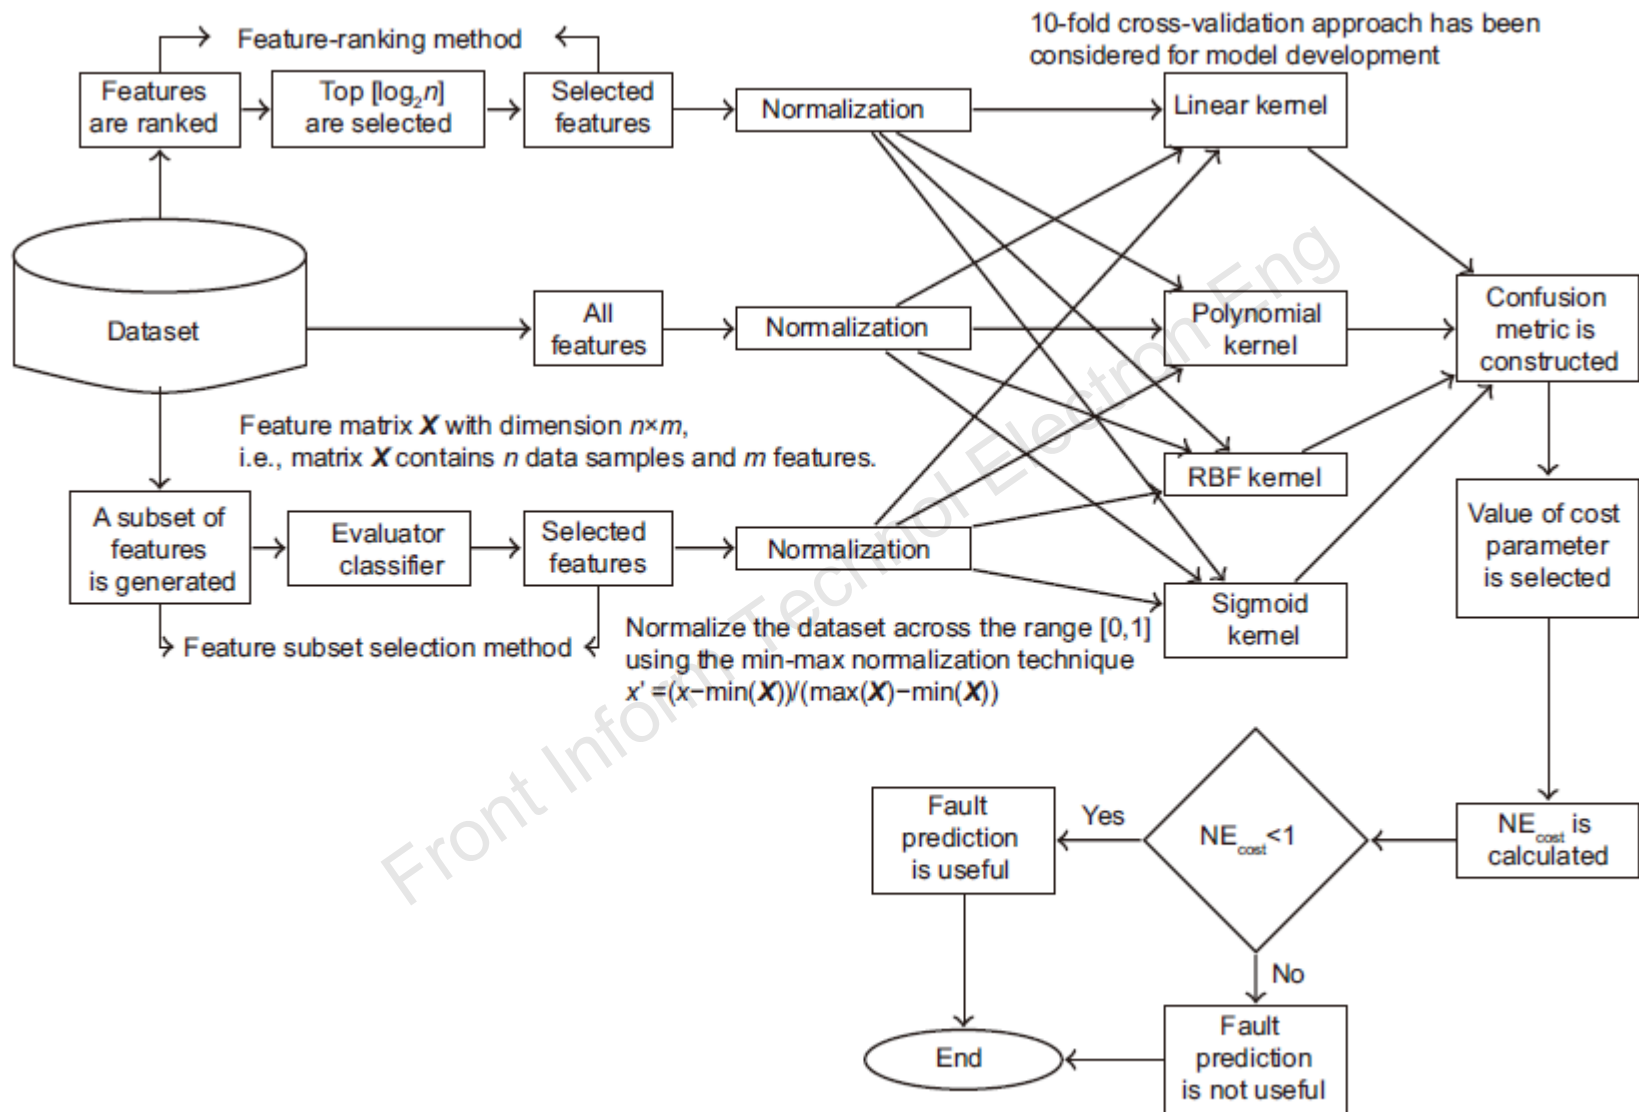 10-fold cross-validation approach has been
considered for model development
Feature-ranking method
Features
are ranked
Top [log₂n]
are selected
Selected
features
Normalization
Linear kernel
Dataset
All
features
Normalization
Polynomial
kernel
Confusion
metric is
constructed
Feature matrix X with dimension n×m,
i.e., matrix X contains n data samples and m features.
RBF kernel
A subset of
features
is generated
Evaluator
classifier
Selected
features
Normalization
Value of cost
parameter
is selected
Sigmoid
kernel
Feature subset selection method
Normalize the dataset across the range [0,1]
using the min-max normalization technique
x' =(x−min(X))/(max(X)−min(X))
Fault
prediction
is useful
Yes
NEcost<1
NEcost is
calculated
No
End
Fault
prediction
is not useful
Front Inform Technol Electron Eng